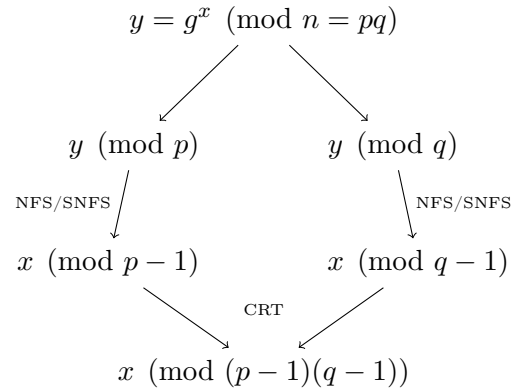 y = g^x (mod n = pq)
y (mod p) y (mod q)
NFS/SNFS NFS/SNFS
x (mod p − 1) x (mod q − 1)
CRT
x (mod (p − 1)(q − 1))